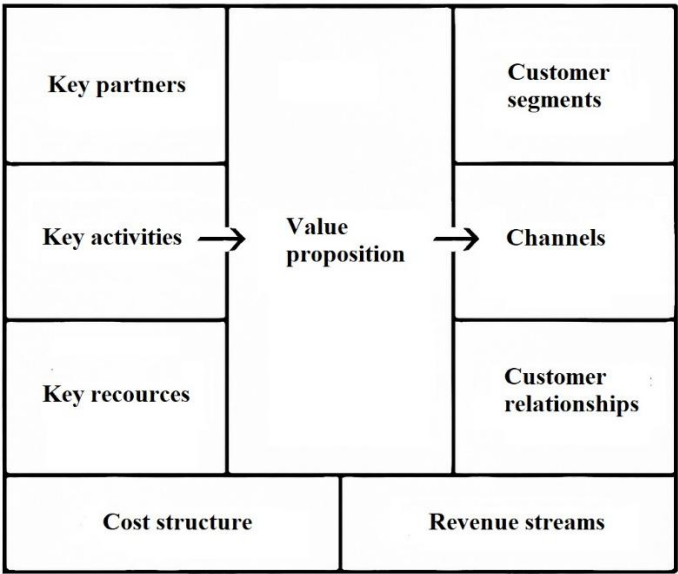 Key partners
Customer
segments
Key activities
Value
proposition
Channels
Key recources
Customer
relationships
Cost structure
Revenue streams